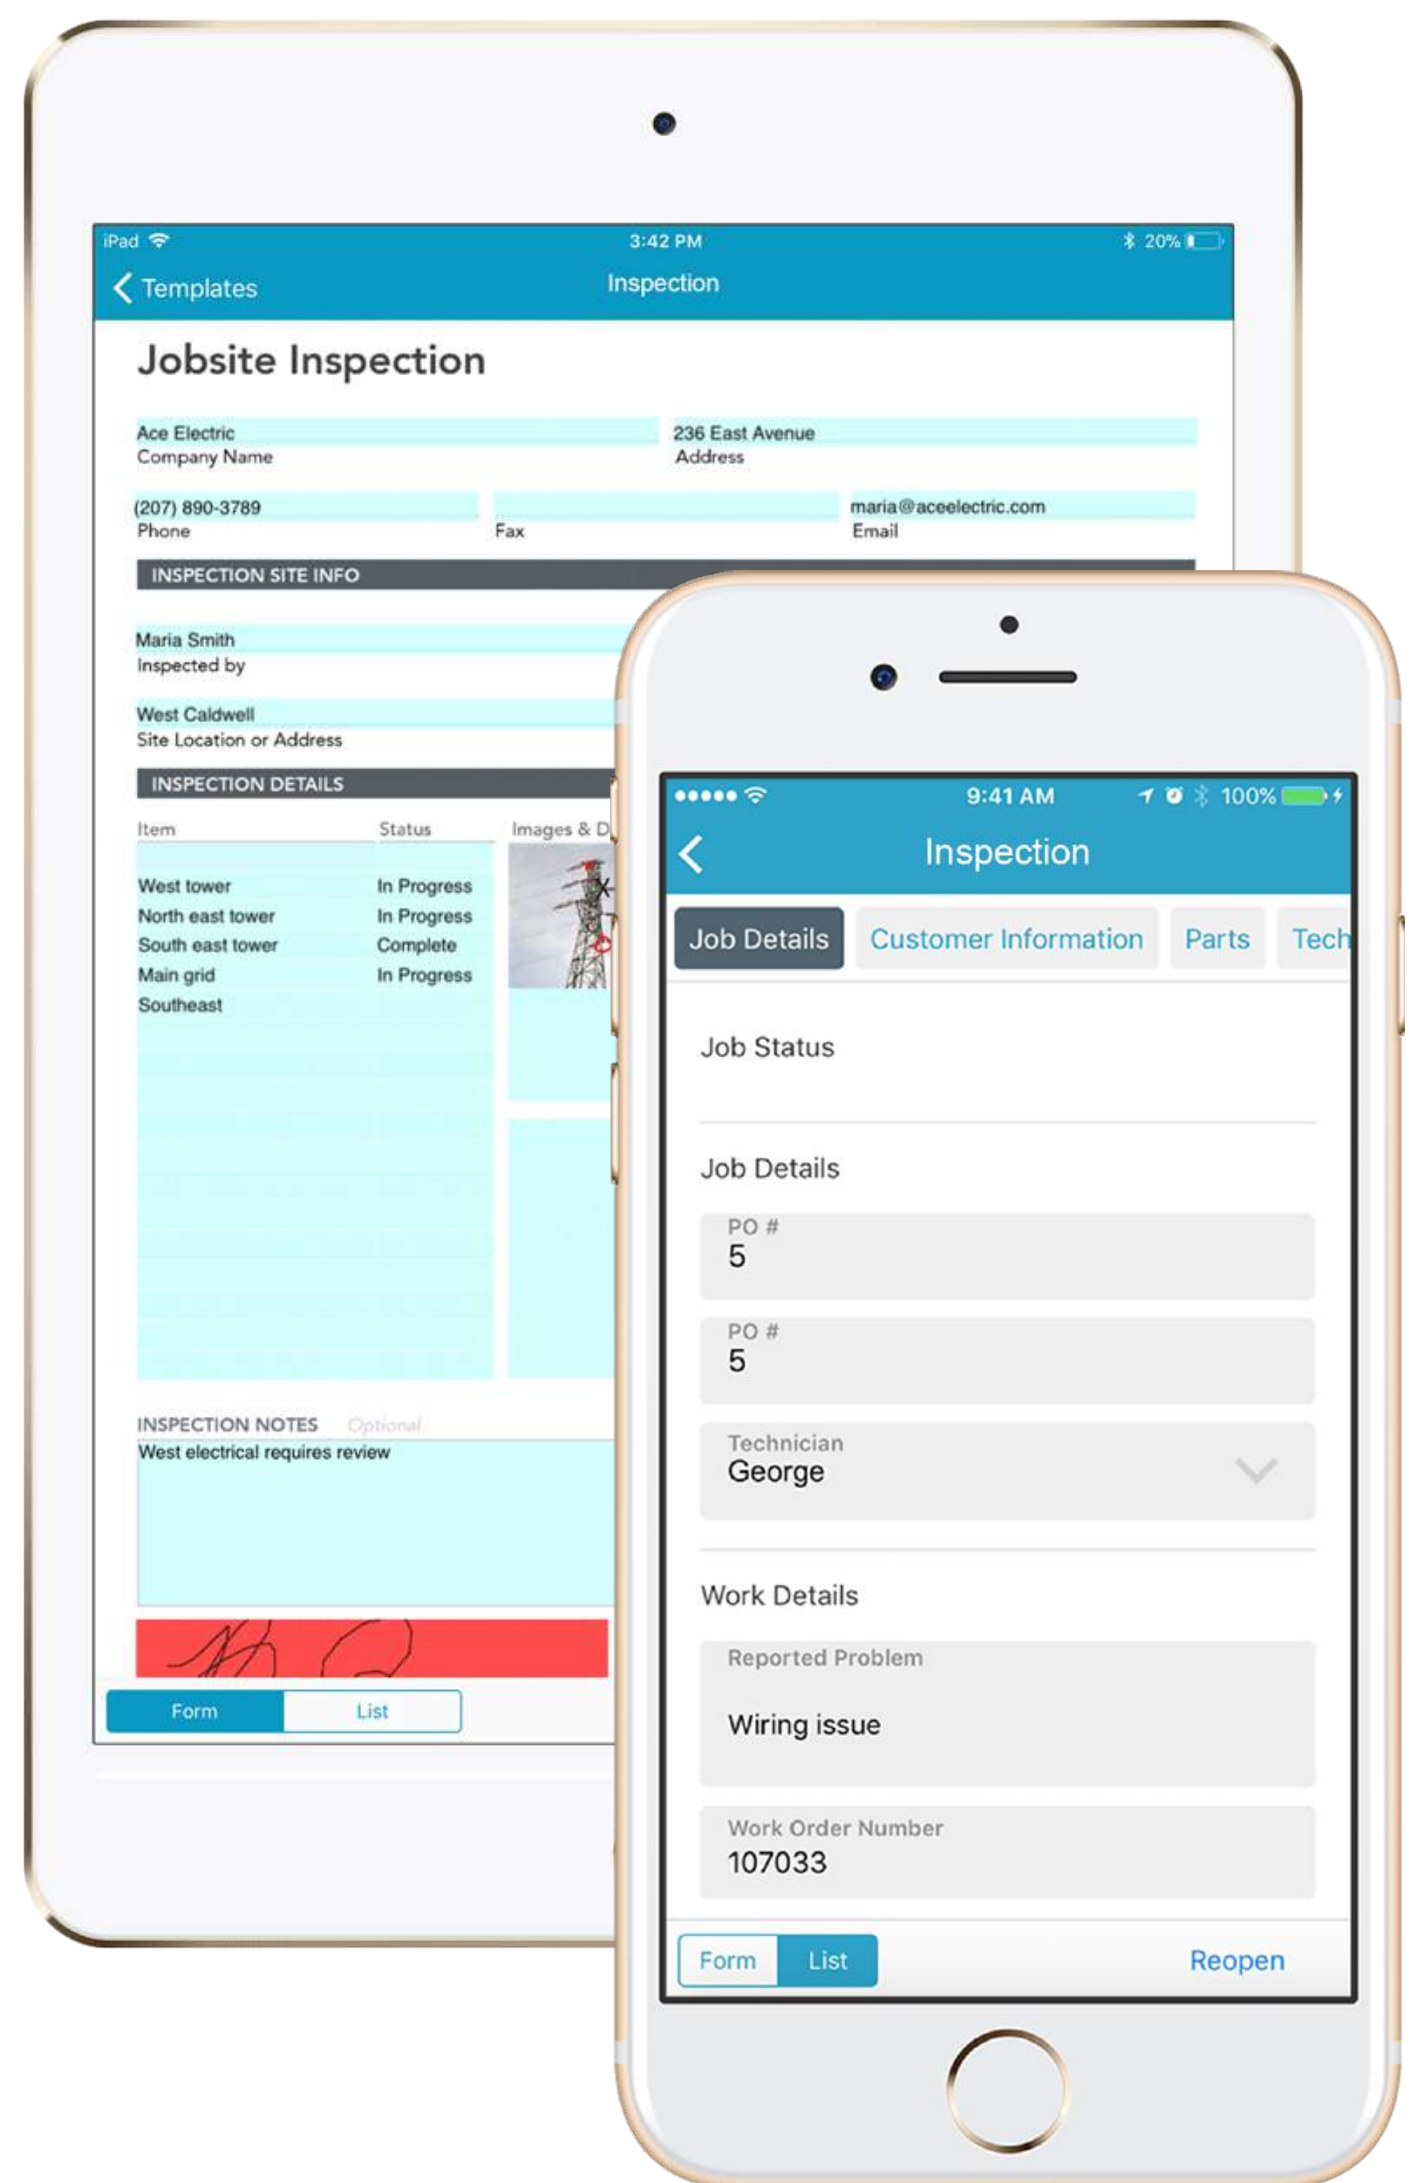 iPad 3:42 PM 20%
Templates Inspection
Jobsite Inspection
Ace Electric 236 East Avenue
Company Name Address
(207) 890-3789 maria@aceelectric.com
Phone Fax Email
INSPECTION SITE INFO
Maria Smith
Inspected by
West Caldwell
Site Location or Address
INSPECTION DETAILS
Item Status Images & D
West tower In Progress
North east tower In Progress
South east tower Complete
Main grid In Progress
Southeast
INSPECTION NOTES Optional
West electrical requires review
Form List
9:41 AM 100%
Inspection
Job Details Customer Information Parts Tech
Job Status
Job Details
PO #
5
PO #
5
Technician
George
Work Details
Reported Problem
Wiring issue
Work Order Number
107033
Form List Reopen